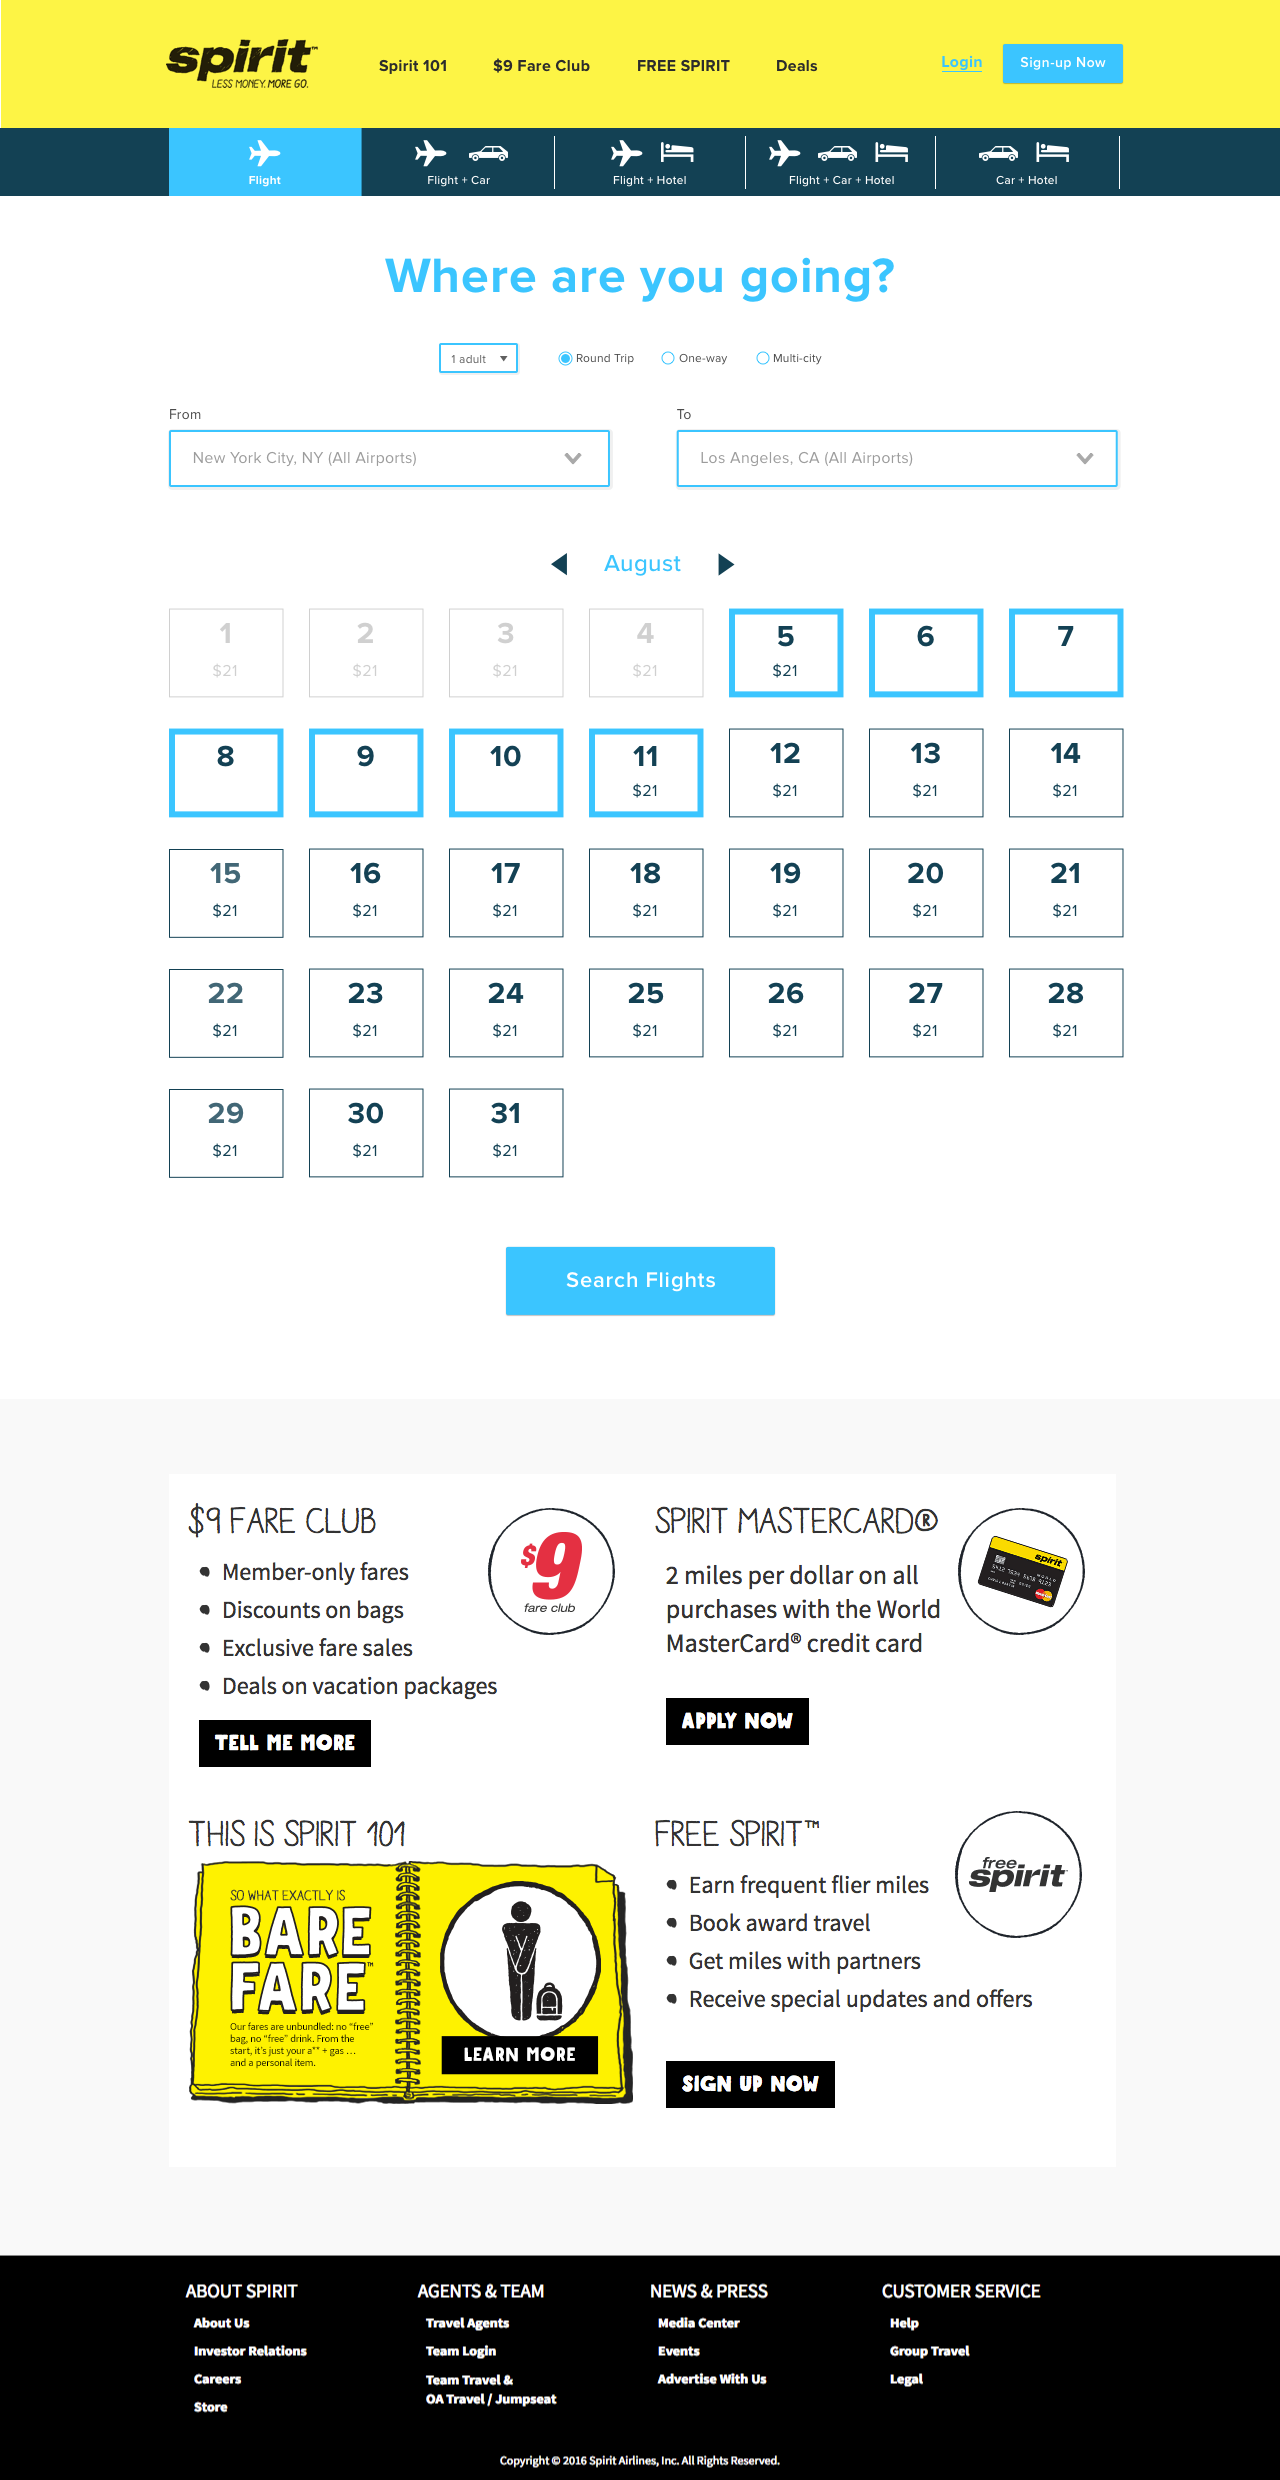 spirit™
LESS MONEY. MORE GO.
Spirit 101
$9 Fare Club
FREE SPIRIT
Deals
Login
Sign-up Now
Flight
Flight + Car
Flight + Hotel
Flight + Car + Hotel
Car + Hotel
Where are you going?
1 adult
Round Trip
One-way
Multi-city
From
To
New York City, NY (All Airports)
Los Angeles, CA (All Airports)
August
1 2 3 4 5 6 7
$21 $21 $21 $21 $21
8 9 10 11 12 13 14
$21 $21 $21 $21
15 16 17 18 19 20 21
$21 $21 $21 $21 $21 $21 $21
22 23 24 25 26 27 28
$21 $21 $21 $21 $21 $21 $21
29 30 31
$21 $21 $21
Search Flights
$9 FARE CLUB
Member-only fares
Discounts on bags
Exclusive fare sales
Deals on vacation packages
TELL ME MORE
$9
fare club
SPIRIT MASTERCARD®
2 miles per dollar on all
purchases with the World
MasterCard® credit card
APPLY NOW
spirit
THIS IS SPIRIT 101
SO WHAT EXACTLY IS
BARE
FARE™
Our fares are unbundled: no "free"
bag, no "free" drink. From the
start, it's just your a** + gas ...
and a personal item.
LEARN MORE
FREE SPIRIT™
Earn frequent flier miles
Book award travel
Get miles with partners
Receive special updates and offers
SIGN UP NOW
free
spirit
ABOUT SPIRIT
About Us
Investor Relations
Careers
Store
AGENTS & TEAM
Travel Agents
Team Login
Team Travel &
OA Travel / Jumpseat
NEWS & PRESS
Media Center
Events
Advertise With Us
CUSTOMER SERVICE
Help
Group Travel
Legal
Copyright © 2016 Spirit Airlines, Inc. All Rights Reserved.